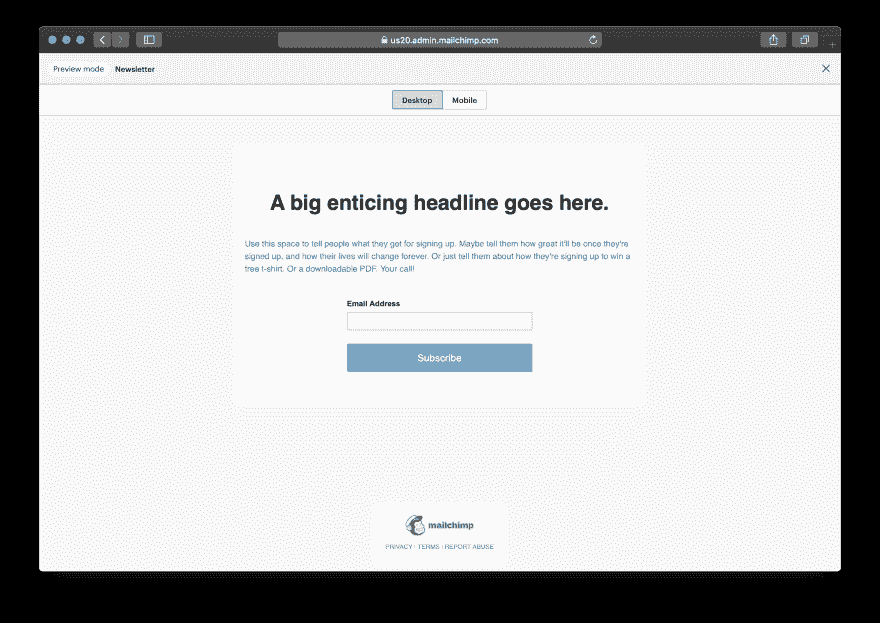 us20.admin.mailchimp.com
Preview mode Newsletter
Desktop Mobile
A big enticing headline goes here.
Use this space to tell people what they get for signing up. Maybe tell them how great it'll be once they're
signed up, and how their lives will change forever. Or just tell them about how they're signing up to win a
free t-shirt. Or a downloadable PDF. Your call!
Email Address
Subscribe
mailchimp
PRIVACY | TERMS | REPORT ABUSE